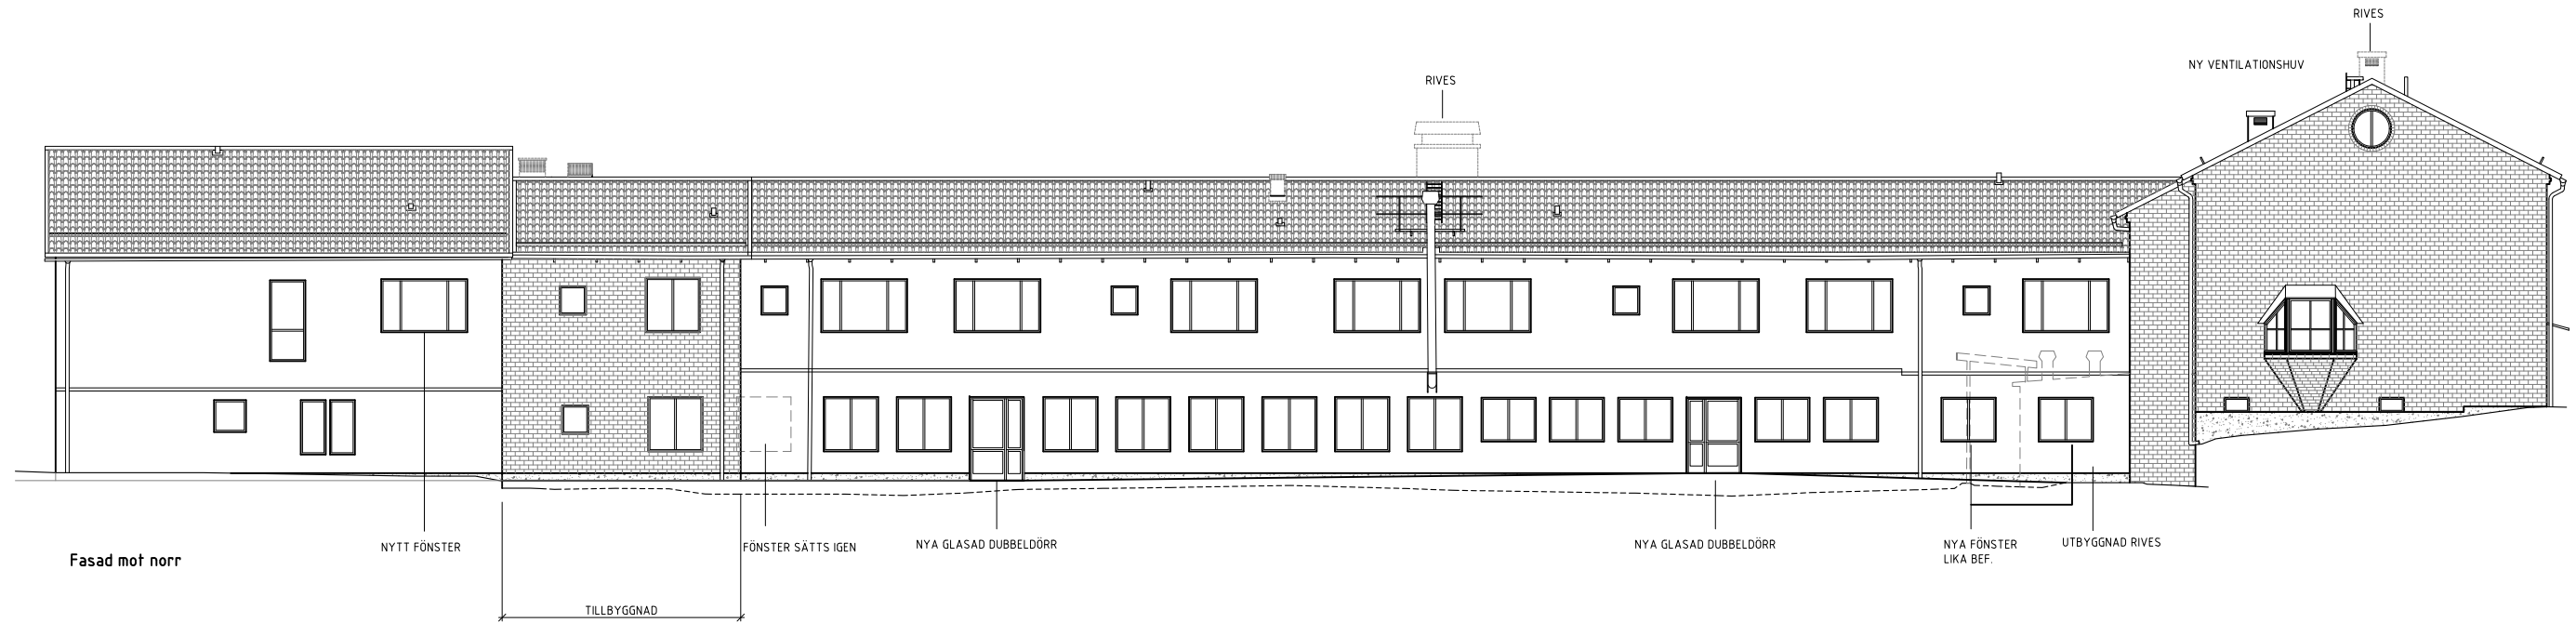 RIVES
NY VENTILATIONSHUV
RIVES
NYTT FÖNSTER
FÖNSTER SÄTTS IGEN
NYA GLASAD DUBBELDÖRR
NYA GLASAD DUBBELDÖRR
NYA FÖNSTER
LIKA BEF.
UTBYGGNAD RIVES
Fasad mot norr
TILLBYGGNAD